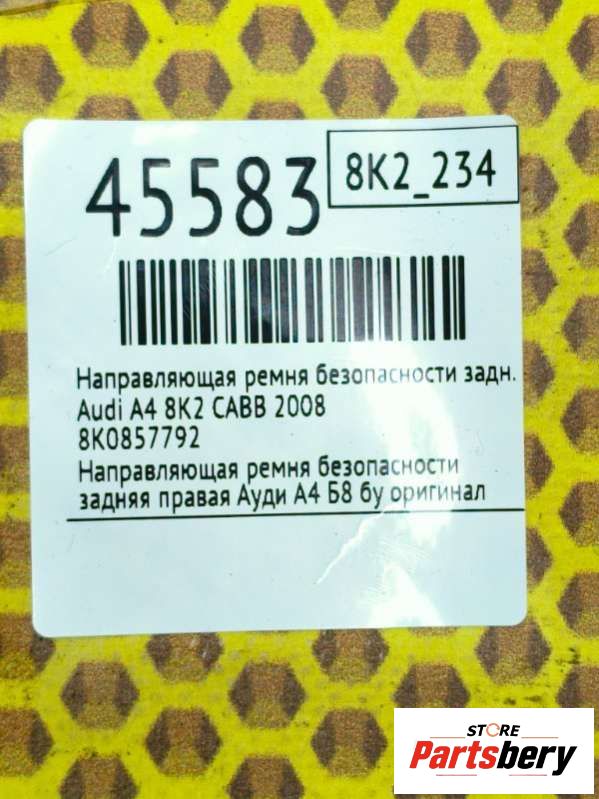 45583
8K2_234
Направляющая ремня безопасности задн.
Audi A4 8K2 CABB 2008
8K0857792
Направляющая ремня безопасности
задняя правая Ауди А4 Б8 бу оригинал
STORE
Partsbery